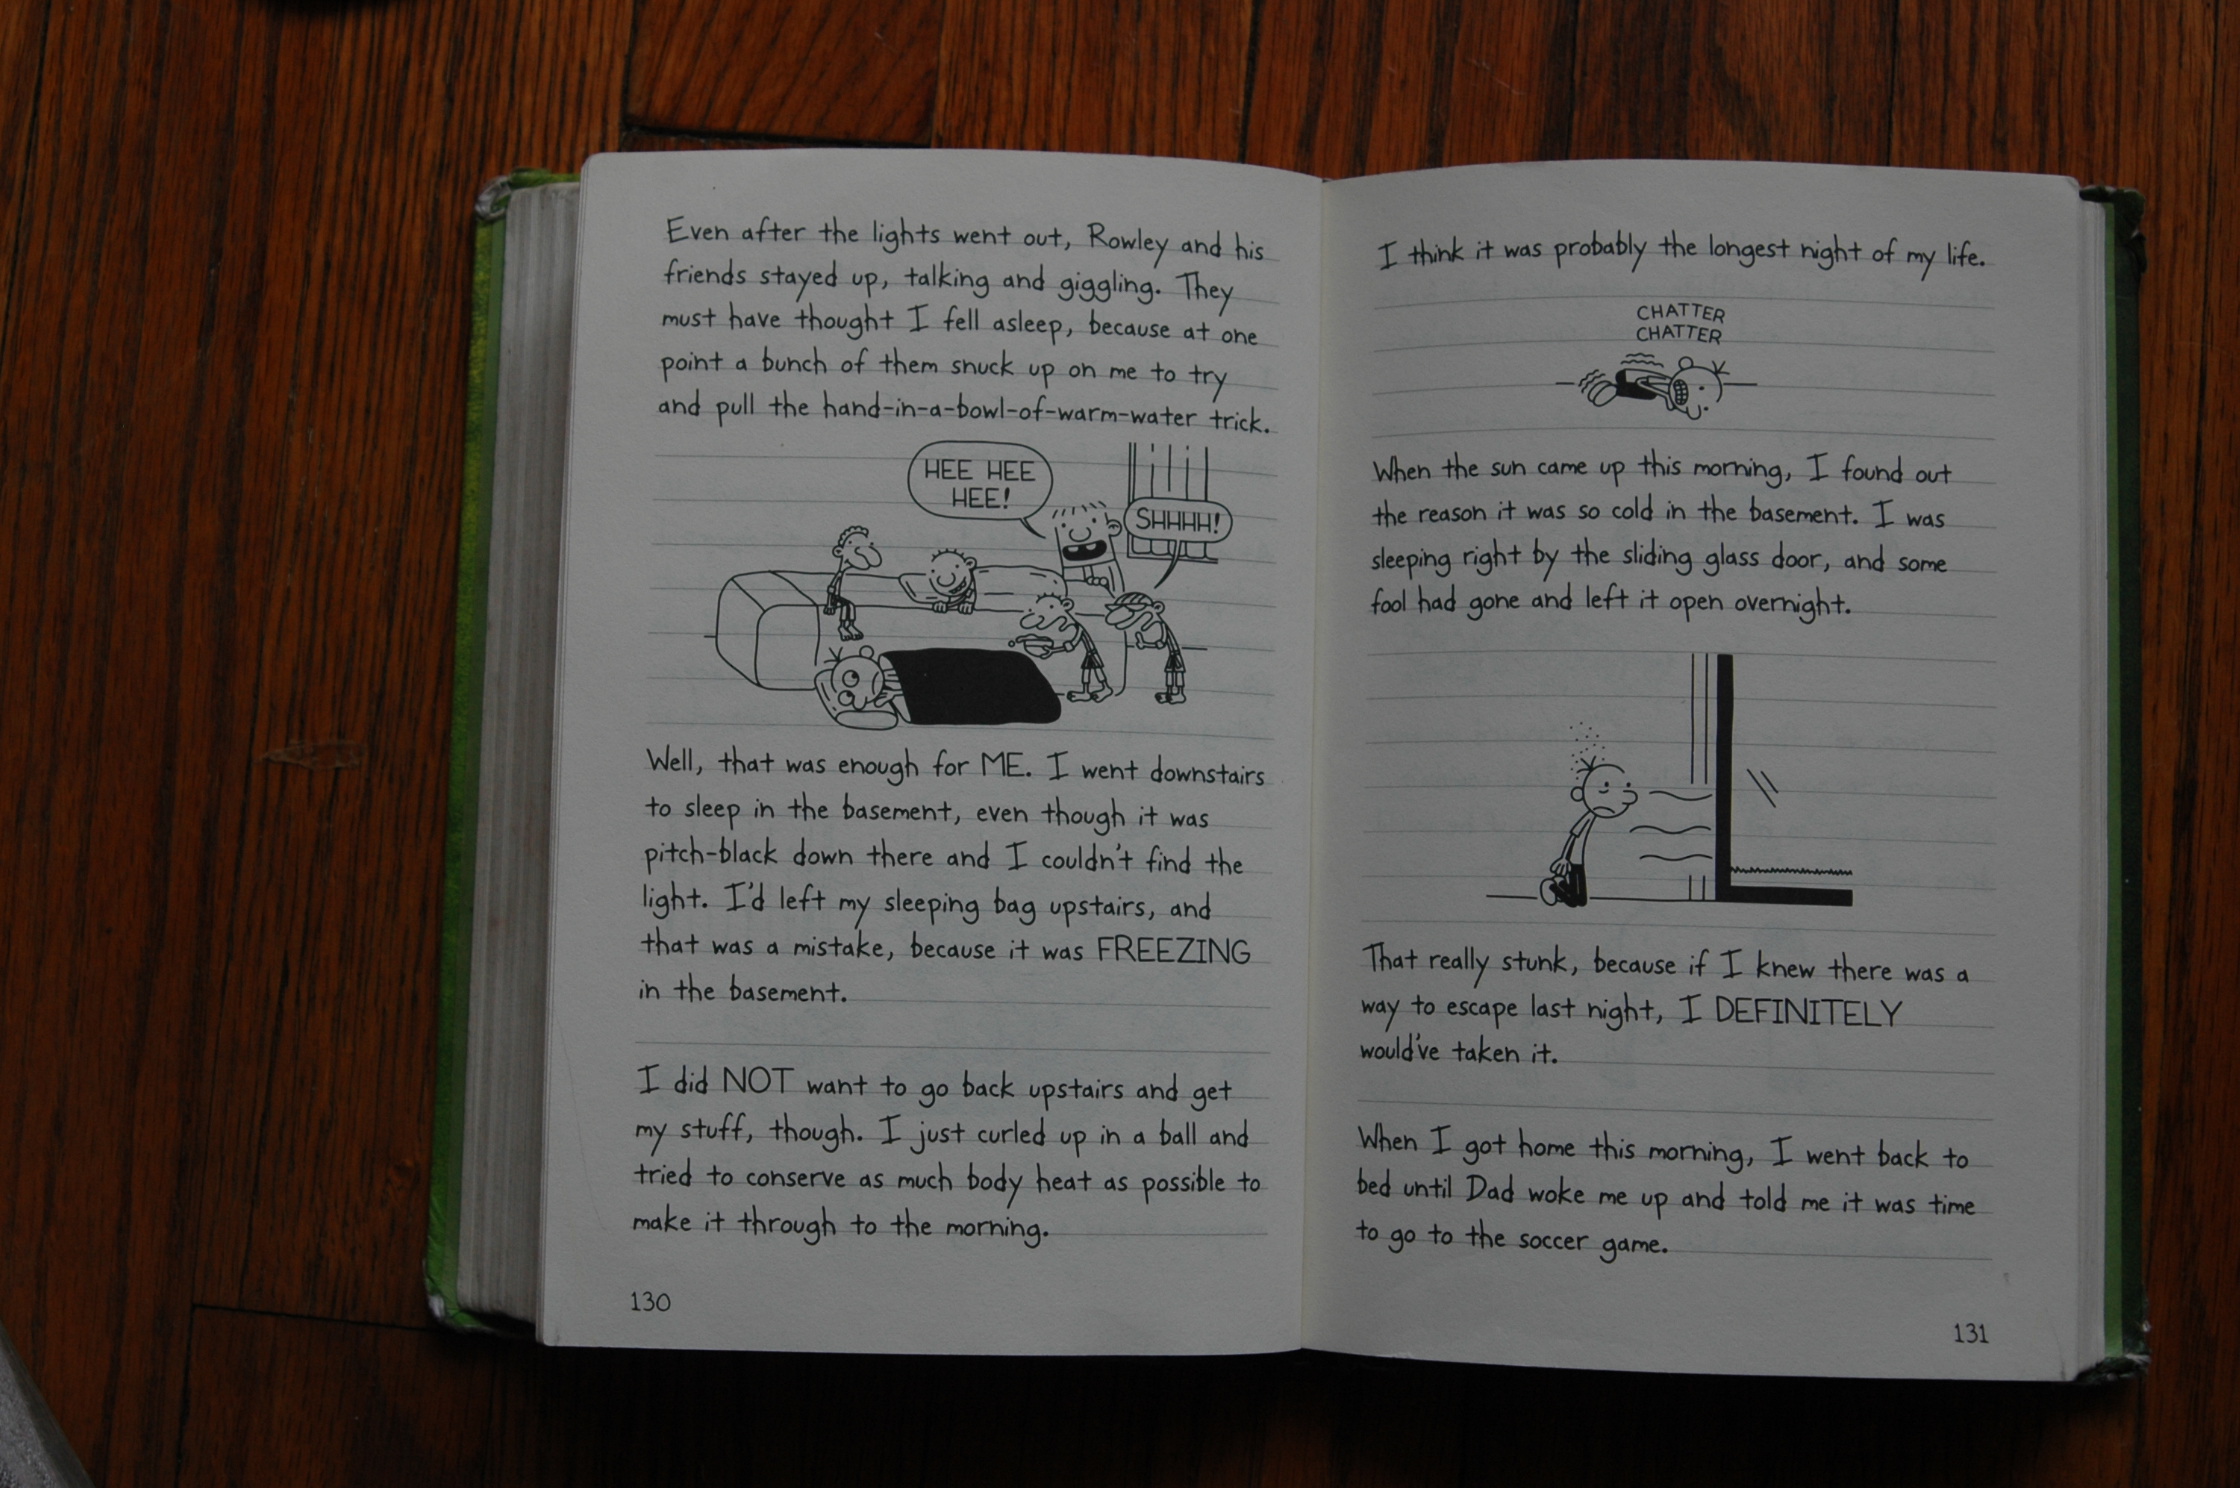 Even after the lights went out, Rowley and his
friends stayed up, talking and giggling. They
must have thought I fell asleep, because at one
point a bunch of them snuck up on me to try
and pull the hand-in-a-bowl-of-warm-water trick.
HEE HEE
HEE!
SHHHH!
Well, that was enough for ME. I went downstairs
to sleep in the basement, even though it was
pitch-black down there and I couldn't find the
light. I'd left my sleeping bag upstairs, and
that was a mistake, because it was FREEZING
in the basement.
I did NOT want to go back upstairs and get
my stuff, though. I just curled up in a ball and
tried to conserve as much body heat as possible to
make it through to the morning.
130
I think it was probably the longest night of my life.
CHATTER
CHATTER
When the sun came up this morning, I found out
the reason it was so cold in the basement. I was
sleeping right by the sliding glass door, and some
fool had gone and left it open overnight.
That really stunk, because if I knew there was a
way to escape last night, I DEFINITELY
would've taken it.
When I got home this morning, I went back to
bed until Dad woke me up and told me it was time
to go to the soccer game.
131